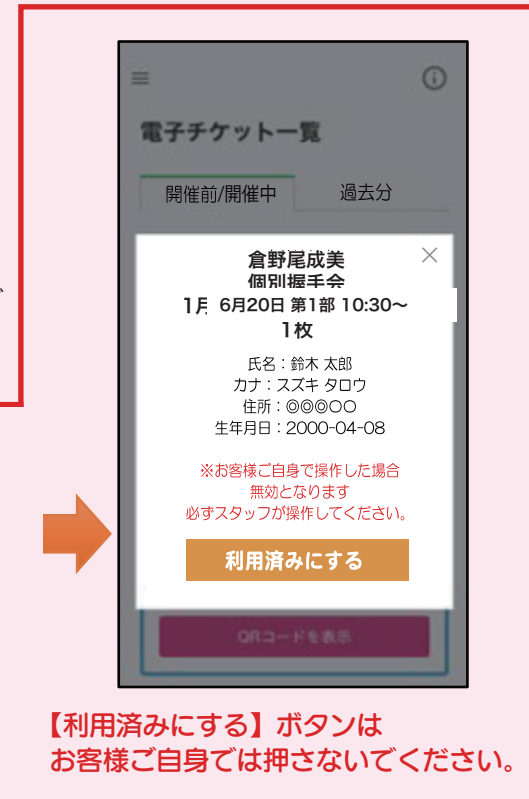 電子チケット一覧
開催前/開催中
過去分
倉野尾成美
個別握手会
1月 6月20日 第1部 10:30〜
1枚
氏名：鈴木 太郎
カナ：スズキ タロウ
住所：◎◎◎〇〇
生年月日：2000-04-08
※お客様ご自身で操作した場合
無効となります
必ずスタッフが操作してください。
利用済みにする
QRコードを表示
【利用済みにする】ボタンは
お客様ご自身では押さないでください。